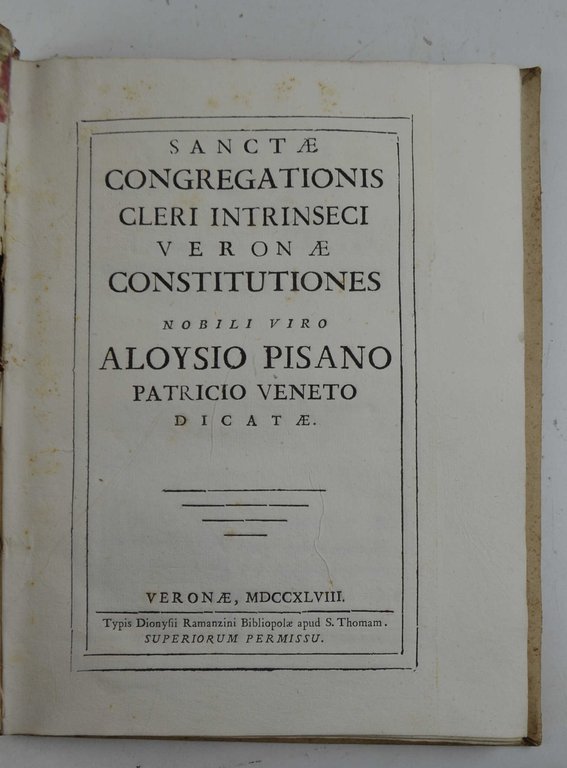 SANCTÆ
CONGREGATIONIS
CLERI INTRINSECI
VERONÆ
CONSTITUTIONES
NOBILI VIRO
ALOYSIO PISANO
PATRICIO VENETO
DICATÆ.
VERONÆ, MDCCXLVIII.
Typis Dionyſii Ramanzini Bibliopolæ apud S. Thomam.
SUPERIORUM PERMISSU.